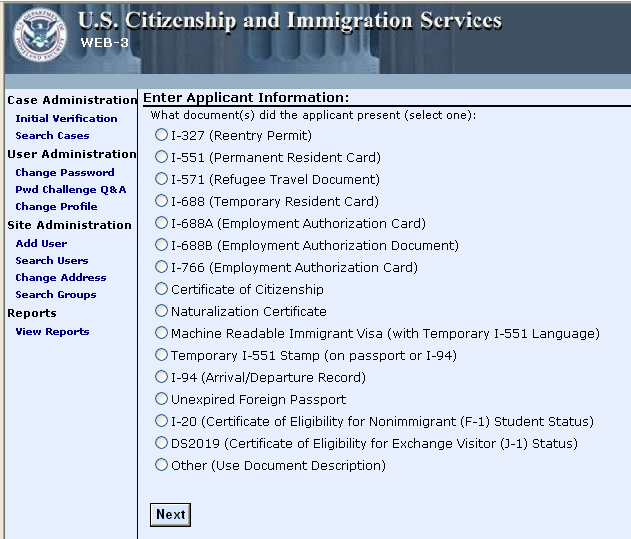 U.S. Citizenship and Immigration Services
WEB-3
Case Administration
Initial Verification
Search Cases
User Administration
Change Password
Pwd Challenge Q&A
Change Profile
Site Administration
Add User
Search Users
Change Address
Search Groups
Reports
View Reports
Enter Applicant Information:
What document(s) did the applicant present (select one):
I-327 (Reentry Permit)
I-551 (Permanent Resident Card)
I-571 (Refugee Travel Document)
I-688 (Temporary Resident Card)
I-688A (Employment Authorization Card)
I-688B (Employment Authorization Document)
I-766 (Employment Authorization Card)
Certificate of Citizenship
Naturalization Certificate
Machine Readable Immigrant Visa (with Temporary I-551 Language)
Temporary I-551 Stamp (on passport or I-94)
I-94 (Arrival/Departure Record)
Unexpired Foreign Passport
I-20 (Certificate of Eligibility for Nonimmigrant (F-1) Student Status)
DS2019 (Certificate of Eligibility for Exchange Visitor (J-1) Status)
Other (Use Document Description)
Next